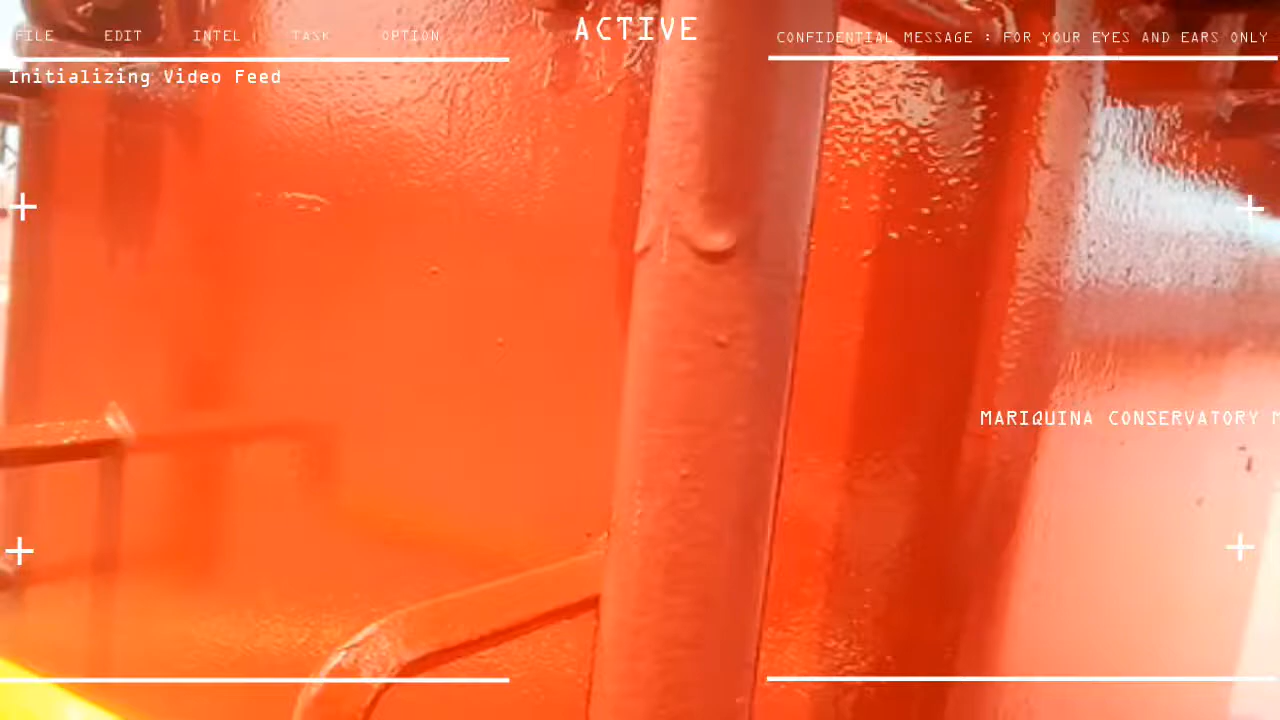 FILE EDIT INTEL TASK OPTION
ACTIVE
CONFIDENTIAL MESSAGE : FOR YOUR EYES AND EARS ONLY
Initializing Video Feed
MARIQUINA CONSERVATORY